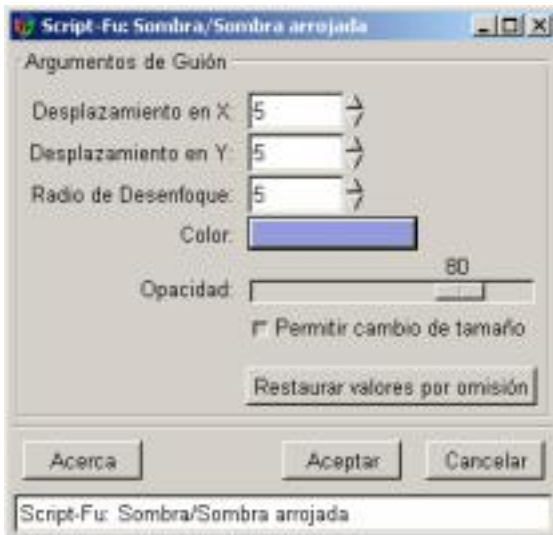 Script-Fu: Sombra/Sombra arrojada
Argumentos de Guión
Desplazamiento en X: 5
Desplazamiento en Y: 5
Radio de Desenfoque: 5
Color:
80
Opacidad:
Permitir cambio de tamaño
Restaurar valores por omisión
Acerca Aceptar Cancelar
Script-Fu: Sombra/Sombra arrojada